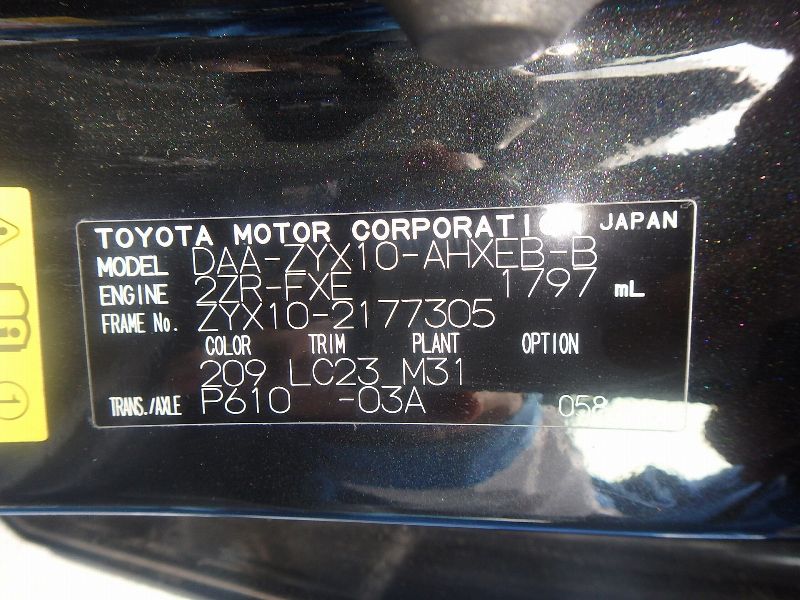 TOYOTA MOTOR CORPORATION JAPAN
MODEL DAA-ZYX10-AHXEB-B
ENGINE 2ZR-FXE 1797 mL
FRAME No. ZYX10-2177305
COLOR TRIM PLANT OPTION
209 LC23 M31
TRANS./AXLE P610 -03A 058
1